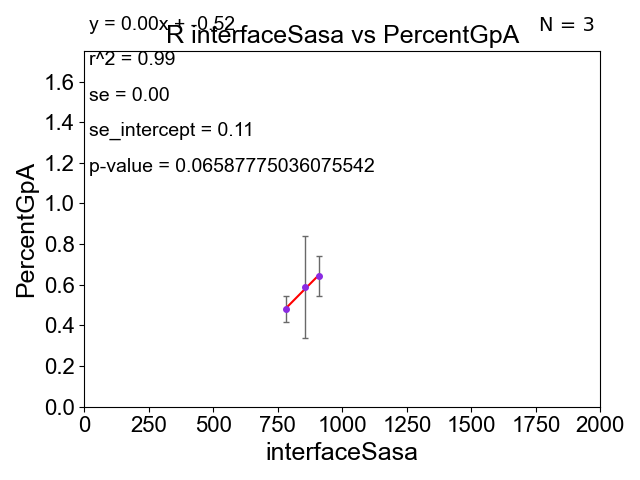 y = 0.00x + -0.52
N = 3
R interfaceSasa vs PercentGpA
r^2 = 0.99
se = 0.00
se_intercept = 0.11
p-value = 0.06587775036075542
PercentGpA
1.6
1.4
1.2
1.0
0.8
0.6
0.4
0.2
0.0
0 250 500 750 1000 1250 1500 1750 2000
interfaceSasa